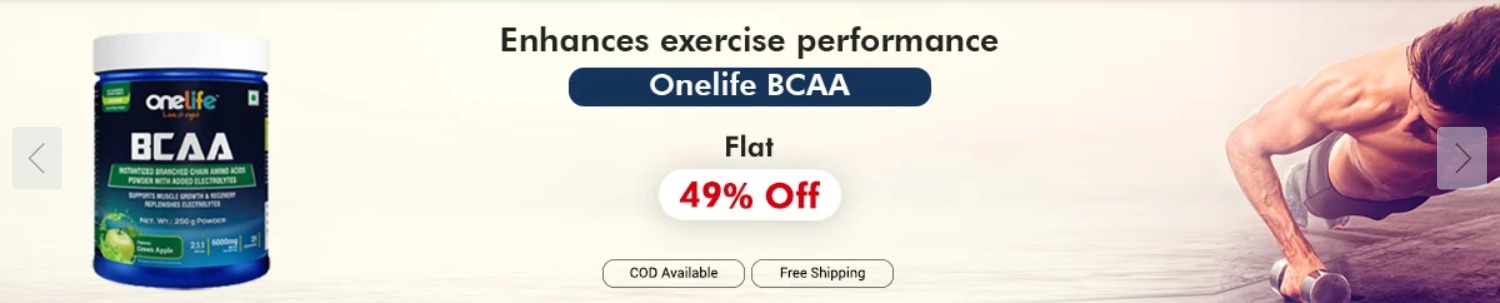 Enhances exercise performance
Onelife BCAA
Flat
49% Off
COD Available
Free Shipping
onelife
Live it right
BCAA
INSTANTIZED BRANCHED CHAIN AMINO ACIDS
POWDER WITH ADDED ELECTROLYTES
SUPPORTS MUSCLE GROWTH & RECOVERY
REPLENISHES ELECTROLYTES
NET. WT.: 250 g POWDER
Green Apple
2:1:1
6000mg
25